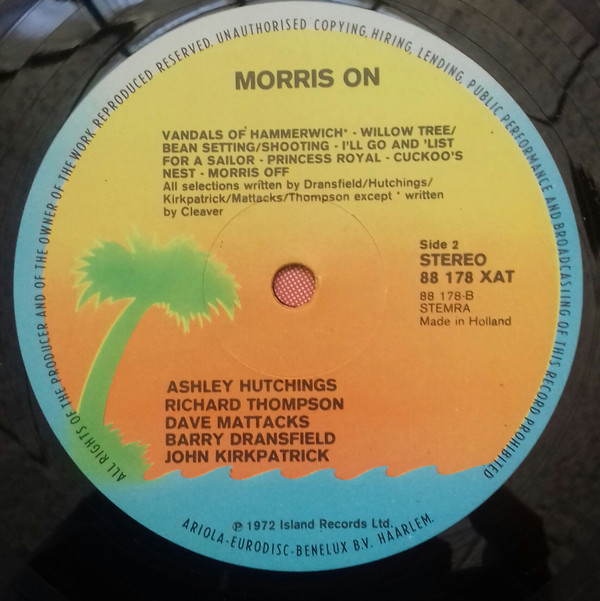 ALL RIGHTS OF THE PRODUCER AND OF THE OWNER OF THE WORK REPRODUCED RESERVED. UNAUTHORISED COPYING, HIRING, LENDING, PUBLIC PERFORMANCE AND BROADCASTING OF THIS RECORD PROHIBITED
MORRIS ON
VANDALS OF HAMMERWICH* - WILLOW TREE/
BEAN SETTING/SHOOTING - I'LL GO AND 'LIST
FOR A SAILOR - PRINCESS ROYAL - CUCKOO'S
NEST - MORRIS OFF
All selections written by Dransfield/Hutchings/
Kirkpatrick/Mattacks/Thompson except * written
by Cleaver
Side 2
STEREO
88 178 XAT
88 178-B
STEMRA
Made in Holland
ASHLEY HUTCHINGS
RICHARD THOMPSON
DAVE MATTACKS
BARRY DRANSFIELD
JOHN KIRKPATRICK
℗ 1972 Island Records Ltd.
ARIOLA-EURODISC-BENELUX B.V. HAARLEM.